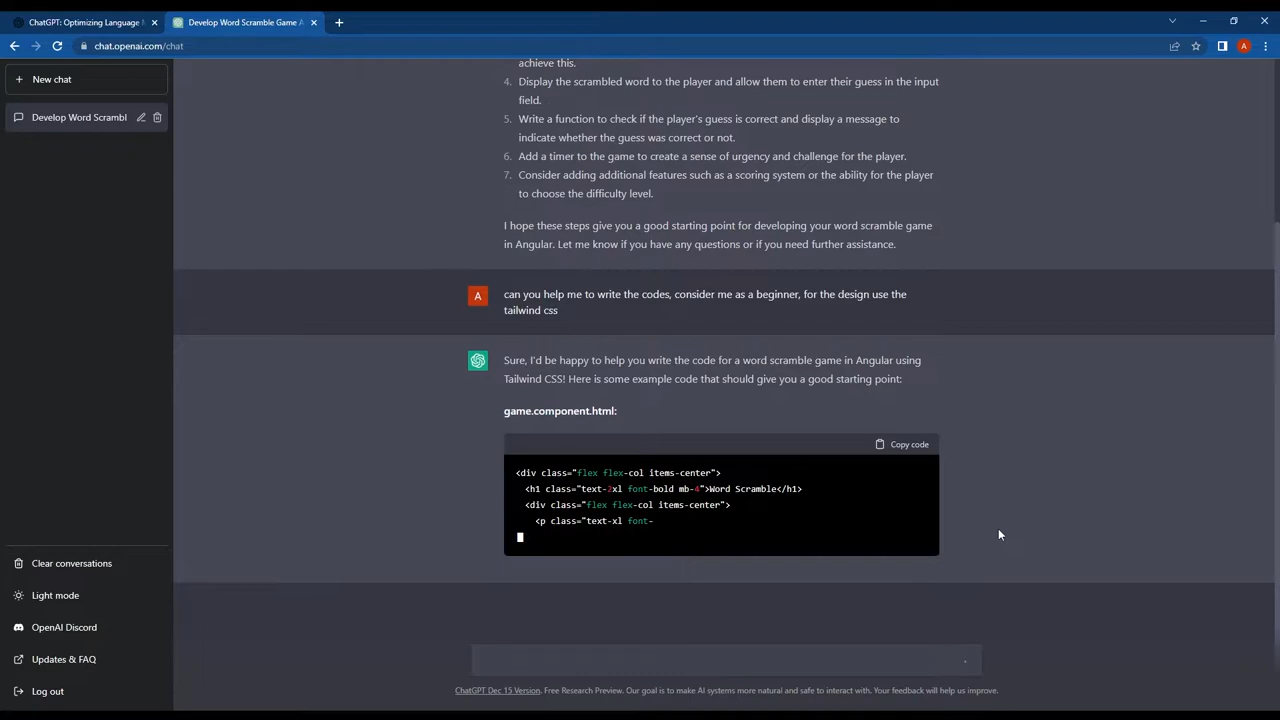 ChatGPT: Optimizing Language M
Develop Word Scramble Game A
chat.openai.com/chat
A
New chat
Develop Word Scrambl
achieve this.
4. Display the scrambled word to the player and allow them to enter their guess in the input
field.
5. Write a function to check if the player's guess is correct and display a message to
indicate whether the guess was correct or not.
6. Add a timer to the game to create a sense of urgency and challenge for the player.
7. Consider adding additional features such as a scoring system or the ability for the player
to choose the difficulty level.
I hope these steps give you a good starting point for developing your word scramble game
in Angular. Let me know if you have any questions or if you need further assistance.
A
can you help me to write the codes, consider me as a beginner, for the design use the
tailwind css
Sure, I'd be happy to help you write the code for a word scramble game in Angular using
Tailwind CSS! Here is some example code that should give you a good starting point:
game.component.html:
Copy code
<div class="flex flex-col items-center">
<h1 class="text-2xl font-bold mb-4">Word Scramble</h1>
<div class="flex flex-col items-center">
<p class="text-xl font-
Clear conversations
Light mode
OpenAI Discord
Updates & FAQ
Log out
ChatGPT Dec 15 Version. Free Research Preview. Our goal is to make AI systems more natural and safe to interact with. Your feedback will help us improve.